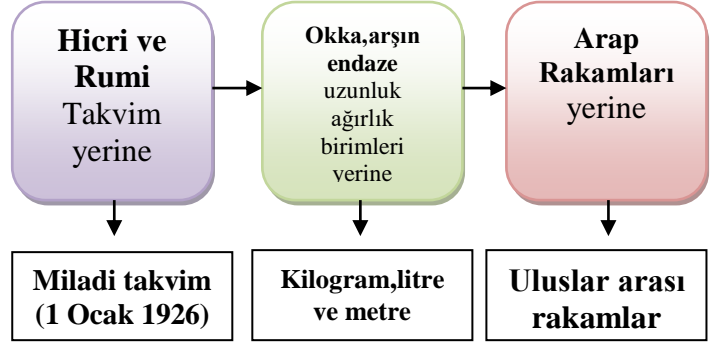 Hicri ve
Rumi
Takvim
yerine
Okka,arşın
endaze
uzunluk
ağırlık
birimleri
yerine
Arap
Rakamları
yerine
Miladi takvim
(1 Ocak 1926)
Kilogram,litre
ve metre
Uluslar arası
rakamlar